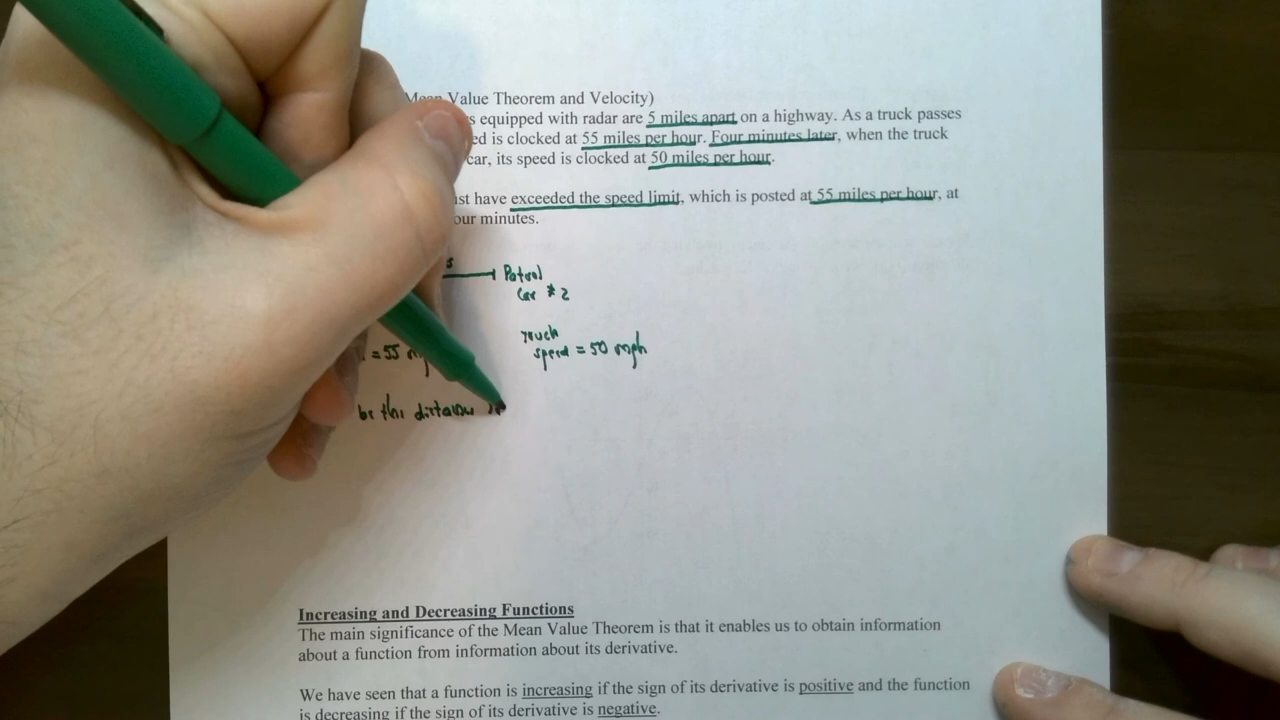 Mean Value Theorem and Velocity)
s equipped with radar are 5 miles apart on a highway. As a truck passes
ed is clocked at 55 miles per hour. Four minutes later, when the truck
car, its speed is clocked at 50 miles per hour.
ust have exceeded the speed limit, which is posted at 55 miles per hour, at
our minutes.
s Patrol
Car #2
truck
= 55 speed = 50 mph
be the distance
Increasing and Decreasing Functions
The main significance of the Mean Value Theorem is that it enables us to obtain information
about a function from information about its derivative.
We have seen that a function is increasing if the sign of its derivative is positive and the function
is decreasing if the sign of its derivative is negative.